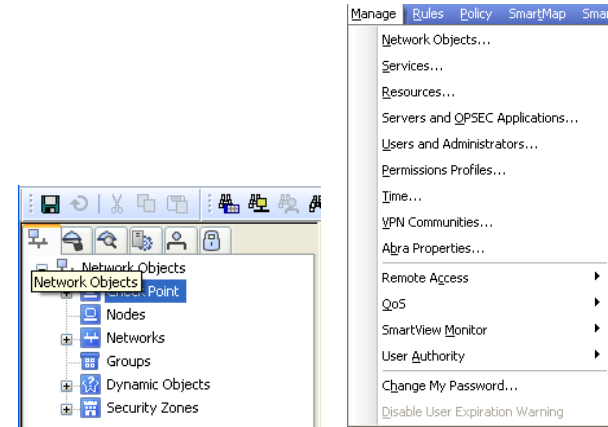 Manage Rules Policy SmartMap Smar
Network Objects...
Services...
Resources...
Servers and OPSEC Applications...
Users and Administrators...
Permissions Profiles...
Time...
VPN Communities...
Abra Properties...
Remote Access
QoS
SmartView Monitor
User Authority
Change My Password...
Disable User Expiration Warning
Network Objects
Network Objects
Check Point
Nodes
Networks
Groups
Dynamic Objects
Security Zones